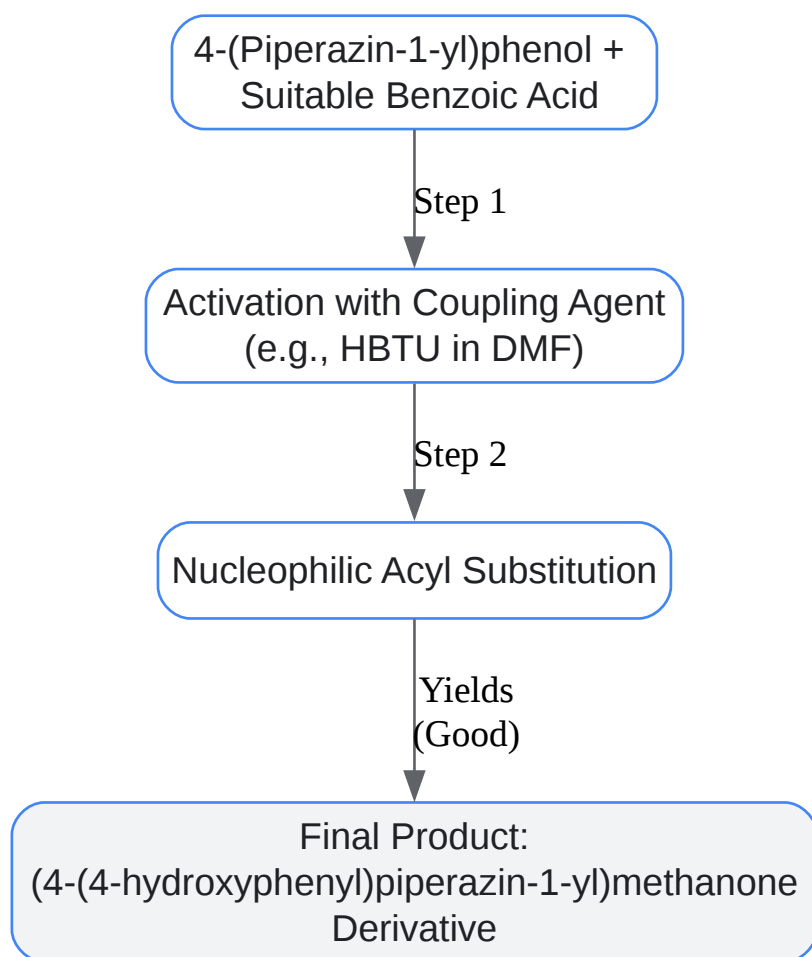 4-(Piperazin-1-yl)phenol +
Suitable Benzoic Acid
Step 1
Activation with Coupling Agent
(e.g., HBTU in DMF)
Step 2
Nucleophilic Acyl Substitution
Yields
(Good)
Final Product:
(4-(4-hydroxyphenyl)piperazin-1-yl)methanone
Derivative